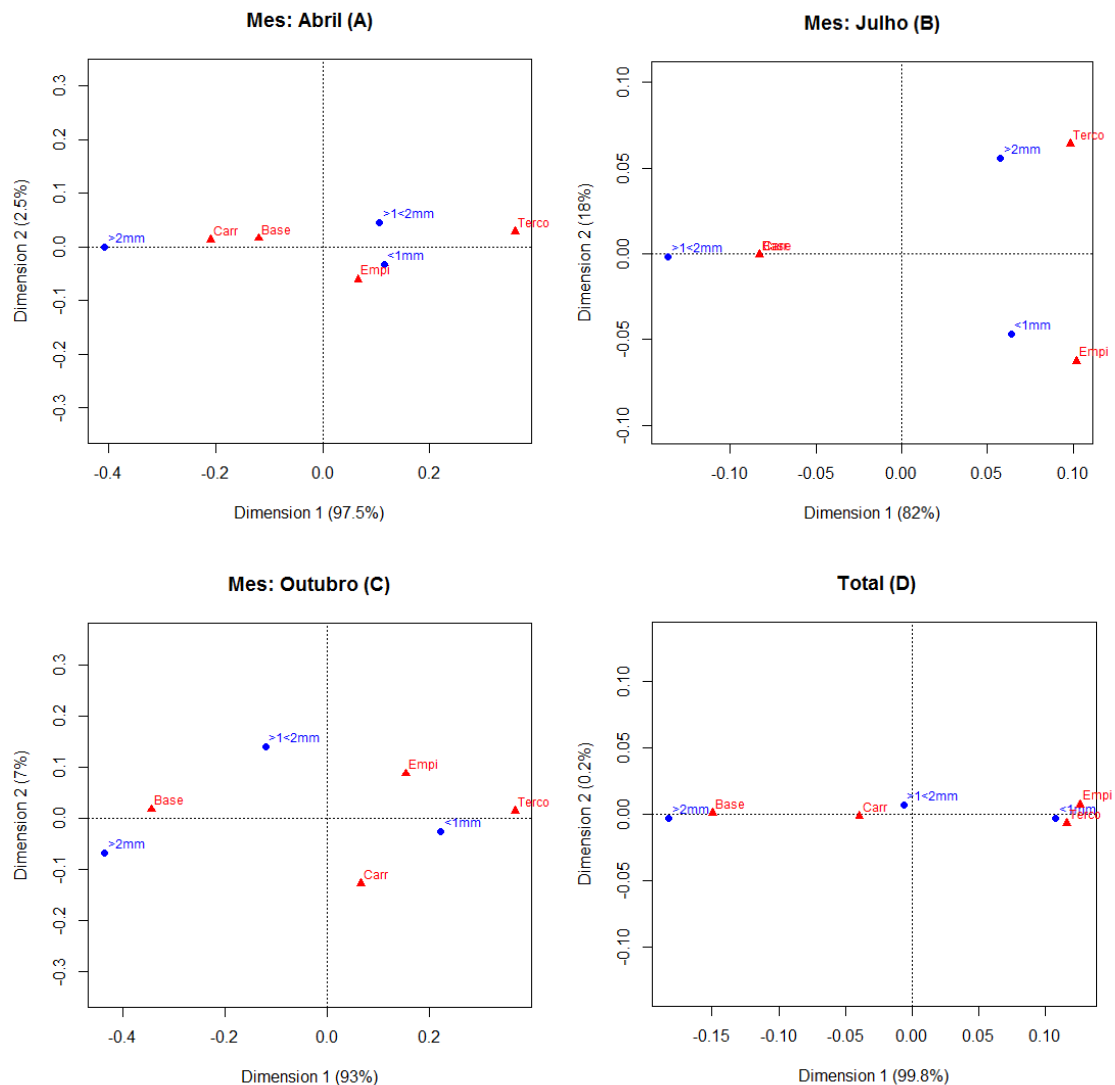 Mes: Abril (A)
Dimension 2 (2.5%)
0.3
0.2
0.1
0.0
-0.1
-0.2
-0.3
>2mm
Carr
Base
>1<2mm
<1mm
Empi
Terco
-0.4
-0.2
0.0
0.2
Dimension 1 (97.5%)
Mes: Julho (B)
Dimension 2 (18%)
0.10
0.05
0.00
-0.05
-0.10
>2mm
Terco
>1<2mm
Base
<1mm
Empi
-0.10
-0.05
0.00
0.05
0.10
Dimension 1 (82%)
Mes: Outubro (C)
Dimension 2 (7%)
0.3
0.2
0.1
0.0
-0.1
-0.2
-0.3
>1<2mm
Empi
Base
Terco
<1mm
>2mm
Carr
-0.4
-0.2
0.0
0.2
Dimension 1 (93%)
Total (D)
Dimension 2 (0.2%)
0.10
0.05
0.00
-0.05
-0.10
>2mm
Base
Carr
>1<2mm
Empi
<1mm
Terco
-0.15
-0.10
-0.05
0.00
0.05
0.10
Dimension 1 (99.8%)